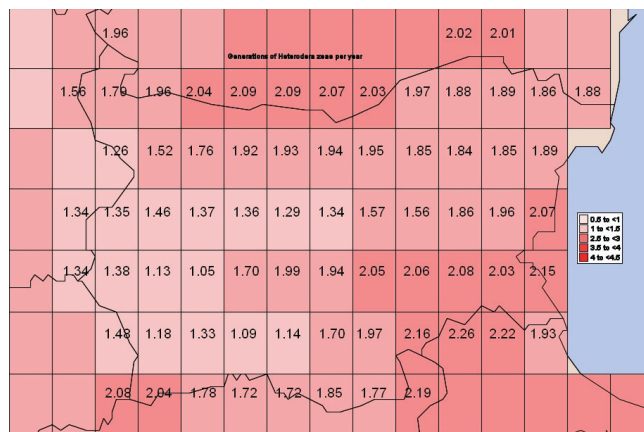 1.96 2.02 2.01
Generations of Heterodera zeae per year
1.56 1.79 1.96 2.04 2.09 2.09 2.07 2.03 1.97 1.88 1.89 1.86 1.88
1.26 1.52 1.76 1.92 1.93 1.94 1.95 1.85 1.84 1.85 1.89
1.34 1.35 1.46 1.37 1.36 1.29 1.34 1.57 1.56 1.86 1.96 2.07
0.5 to <1
1 to <1.5
2.5 to <3
3.5 to <4
4 to <4.5
1.34 1.38 1.13 1.05 1.70 1.99 1.94 2.05 2.06 2.08 2.03 2.15
1.48 1.18 1.33 1.09 1.14 1.70 1.97 2.16 2.26 2.22 1.93
2.08 2.04 1.78 1.72 1.72 1.85 1.77 2.19